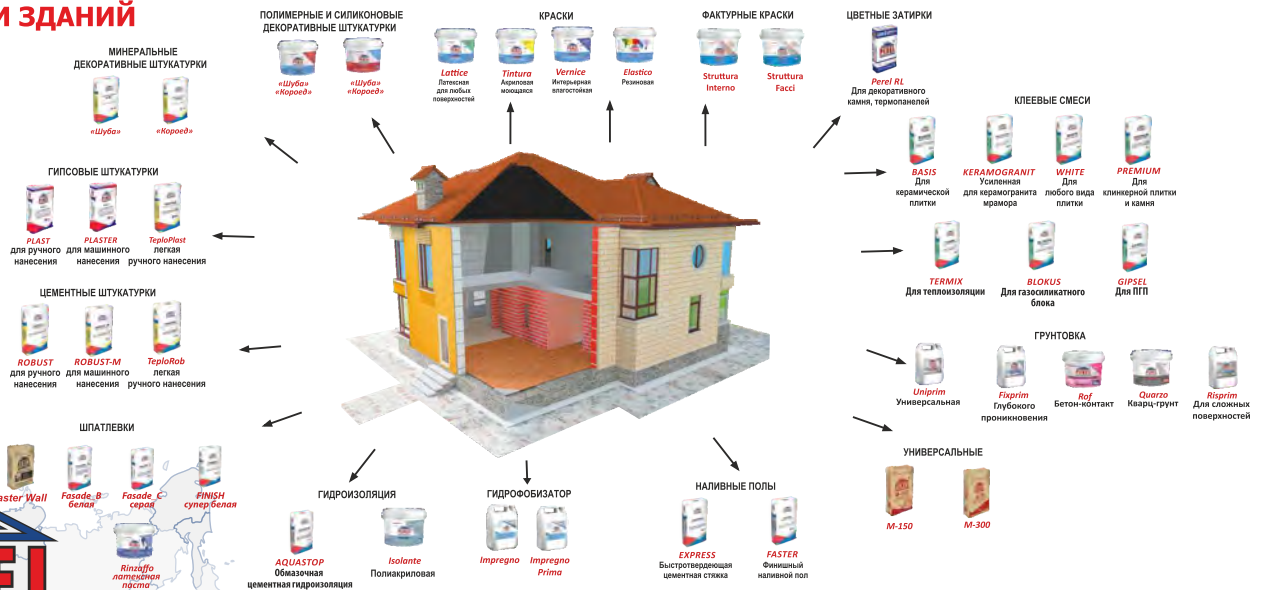 И ЗДАНИЙ
МИНЕРАЛЬНЫЕ
ДЕКОРАТИВНЫЕ ШТУКАТУРКИ
«Шуба»
«Короед»
ПОЛИМЕРНЫЕ И СИЛИКОНОВЫЕ
ДЕКОРАТИВНЫЕ ШТУКАТУРКИ
«Шуба»
«Короед»
«Шуба»
«Короед»
КРАСКИ
Lattice
Латексная
для любых
поверхностей
Tintura
Акриловая
моющаяся
Vernice
Интерьерная
влагостойкая
Elastico
Резиновая
ФАКТУРНЫЕ КРАСКИ
Struttura
Interno
Struttura
Facci
ЦВЕТНЫЕ ЗАТИРКИ
Perel RL
Для декоративного
камня, термопанелей
КЛЕЕВЫЕ СМЕСИ
BASIS
Для
керамической
плитки
KERAMOGRANIT
Усиленная
для керамогранита
мрамора
WHITE
Для
любого вида
плитки
PREMIUM
Для
клинкерной плитки
и камня
TERMIX
Для теплоизоляции
BLOKUS
Для газосиликатного
блока
GIPSEL
Для ПГП
ГИПСОВЫЕ ШТУКАТУРКИ
PLAST
для ручного
нанесения
PLASTER
для машинного
нанесения
TeploPlast
легкая
ручного нанесения
ЦЕМЕНТНЫЕ ШТУКАТУРКИ
ROBUST
для ручного
нанесения
ROBUST-M
для машинного
нанесения
TeploRob
легкая
ручного нанесения
ГРУНТОВКА
Uniprim
Универсальная
Fixprim
Глубокого
проникновения
Rof
Бетон-контакт
Quarzo
Кварц-грунт
Risprim
Для сложных
поверхностей
ШПАТЛЕВКИ
aster Wall
Fasade_B
белая
Fasade_C
серая
FINISH
супер белая
Rinzaffo
латексная
паста
ГИДРОИЗОЛЯЦИЯ
AQUASTOP
Обмазочная
цементная гидроизоляция
Isolante
Полиакриловая
ГИДРОФОБИЗАТОР
Impregno
Impregno
Prima
НАЛИВНЫЕ ПОЛЫ
EXPRESS
Быстротвердеющая
цементная стяжка
FASTER
Финишный
наливной пол
УНИВЕРСАЛЬНЫЕ
М-150
М-300